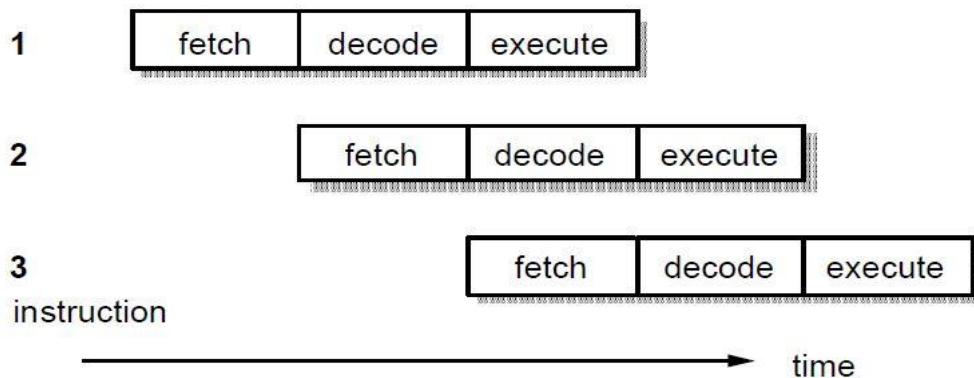 1 fetch decode execute
2 fetch decode execute
3 fetch decode execute
instruction
time